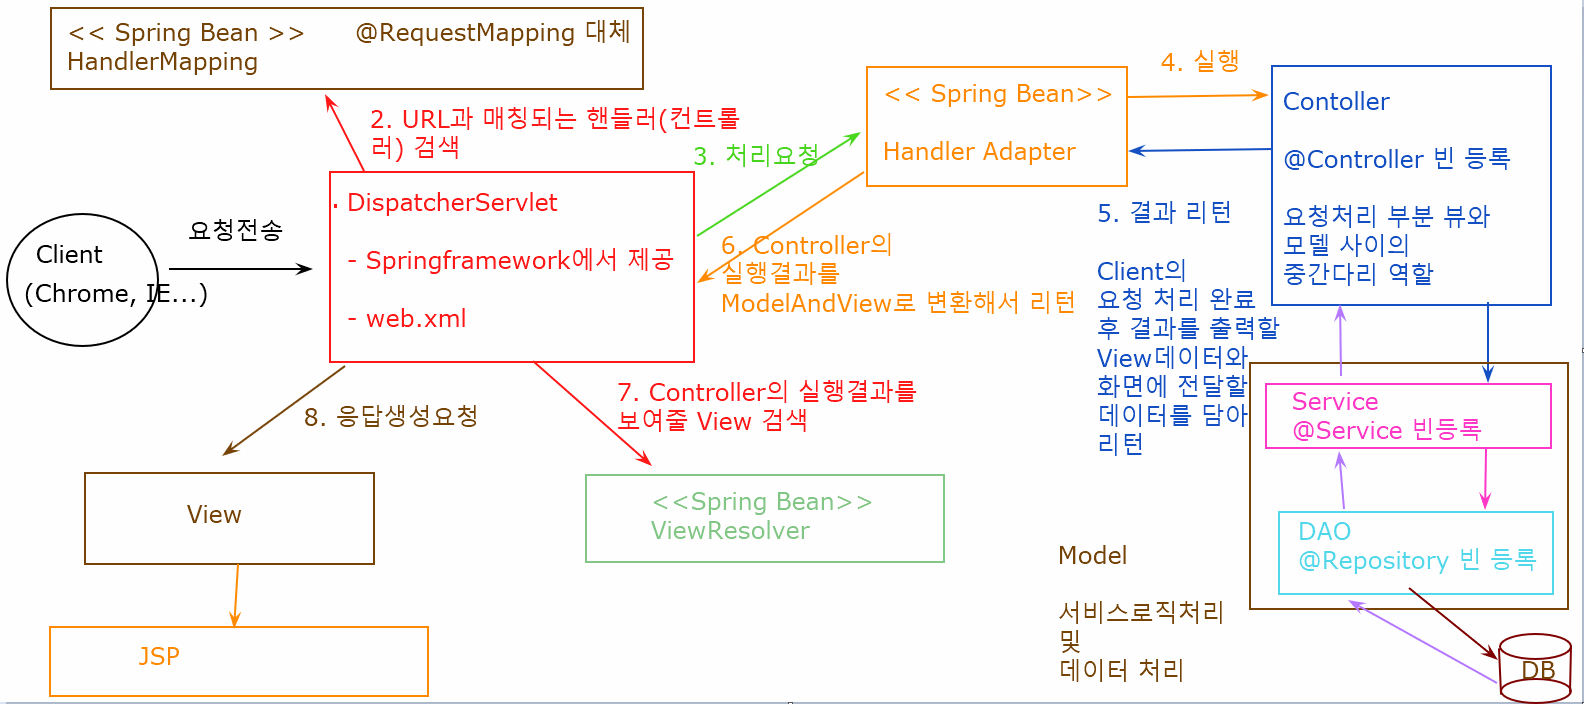 << Spring Bean >> @RequestMapping 대체
HandlerMapping
2. URL과 매칭되는 핸들러(컨트롤
러) 검색
3. 처리요청
<< Spring Bean>>
Handler Adapter
4. 실행
Contoller
@Controller 빈 등록
요청처리 부분 뷰와
모델 사이의
중간다리 역할
요청전송
Client
(Chrome, IE...)
. DispatcherServlet
- Springframework에서 제공
- web.xml
6. Controller의
실행결과를
ModelAndView로 변환해서 리턴
5. 결과 리턴
Client의
요청 처리 완료
후 결과를 출력할
View데이터와
화면에 전달할
데이터를 담아
리턴
8. 응답생성요청
7. Controller의 실행결과를
보여줄 View 검색
Service
@Service 빈등록
View
<<Spring Bean>>
ViewResolver
DAO
@Repository 빈 등록
Model
서비스로직처리
및
데이터 처리
JSP
DB